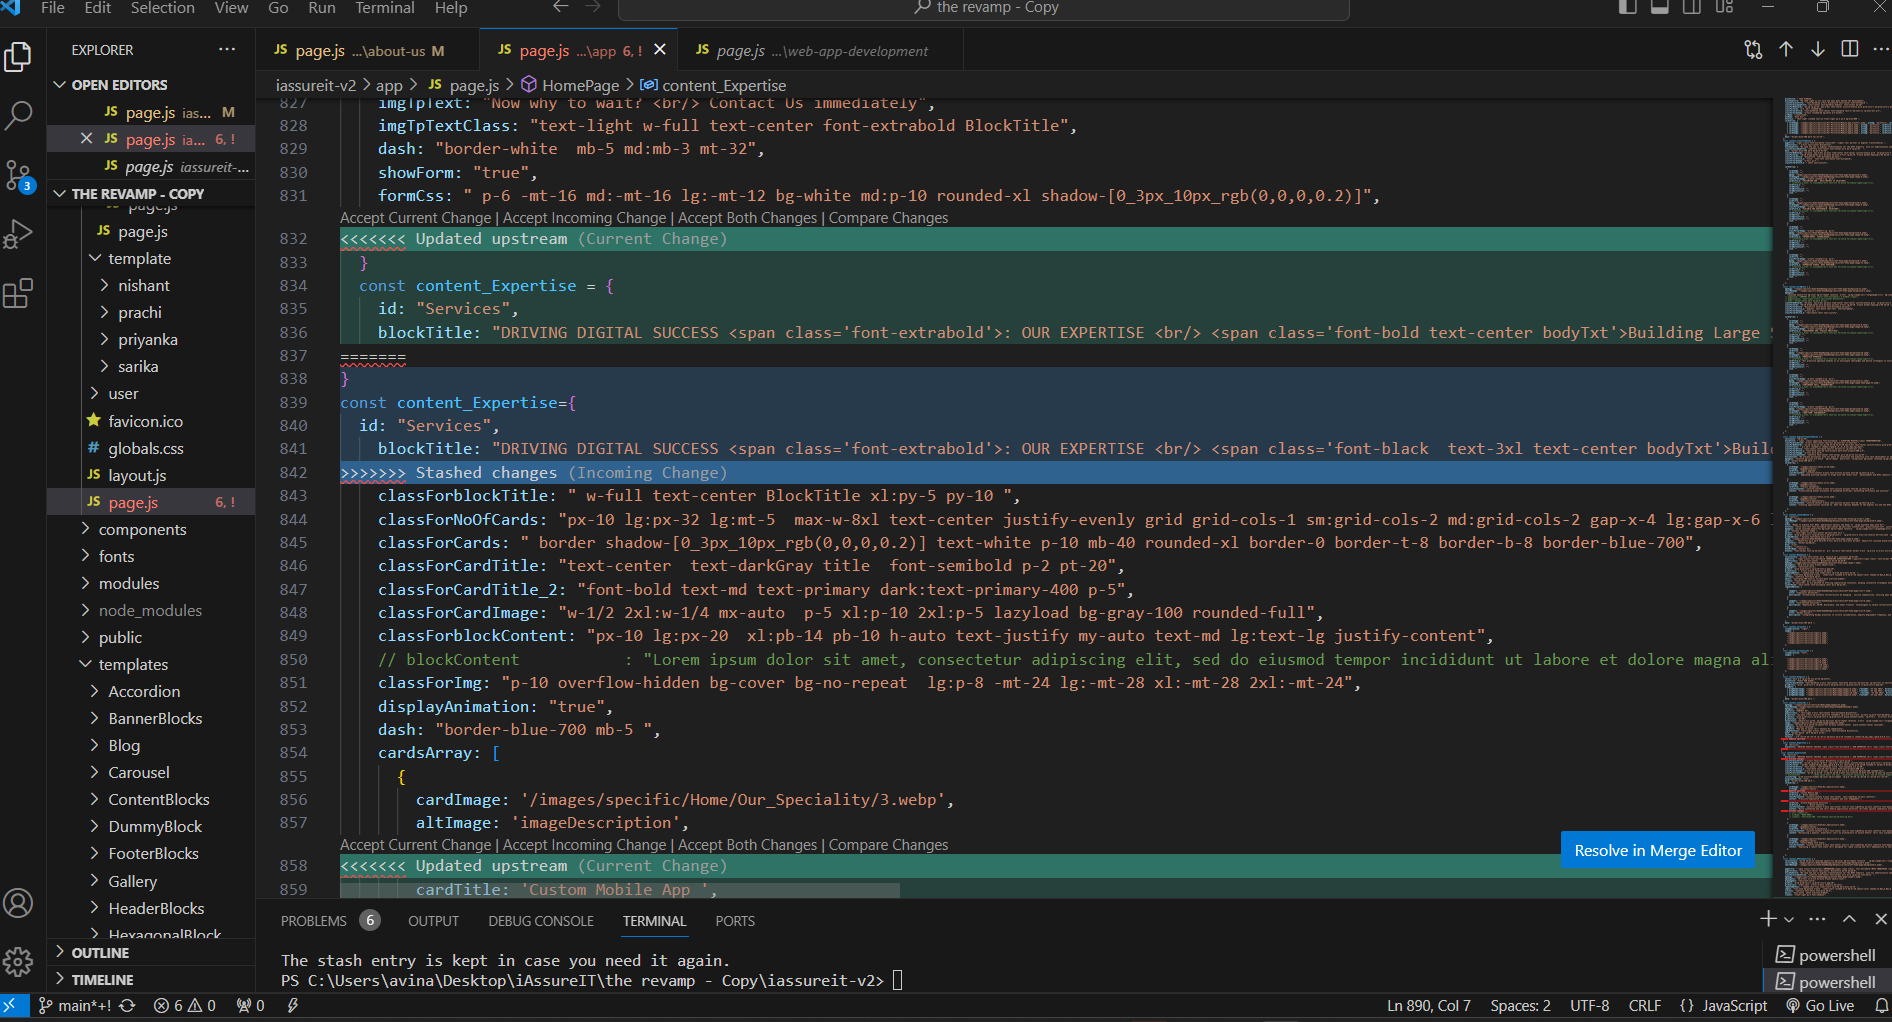 File Edit Selection View Go Run Terminal Help
the revamp - Copy
EXPLORER
OPEN EDITORS
JS page.js ias... M
JS page.js ia... 6, !
JS page.js iassureit-...
THE REVAMP - COPY
page.js
JS page.js
template
nishant
prachi
priyanka
sarika
user
favicon.ico
# globals.css
JS layout.js
JS page.js 6, !
components
fonts
modules
node_modules
public
templates
Accordion
BannerBlocks
Blog
Carousel
ContentBlocks
DummyBlock
FooterBlocks
Gallery
HeaderBlocks
HexagonalBlock
OUTLINE
TIMELINE
3
JS page.js ...\about-us M
JS page.js ...\app 6, !
JS page.js ...\web-app-development
iassureit-v2 > app > JS page.js > HomePage > content_Expertise
827 imgTpText: "Now why to wait? <br/> Contact Us immediately",
828 imgTpTextClass: "text-light w-full text-center font-extrabold BlockTitle",
829 dash: "border-white  mb-5 md:mb-3 mt-32",
830 showForm: "true",
831 formCss: " p-6 -mt-16 md:-mt-16 lg:-mt-12 bg-white md:p-10 rounded-xl shadow-[0_3px_10px_rgb(0,0,0,0.2)]",
Accept Current Change | Accept Incoming Change | Accept Both Changes | Compare Changes
832 <<<<<<< Updated upstream (Current Change)
833 }
834 const content_Expertise = {
835 id: "Services",
836 blockTitle: "DRIVING DIGITAL SUCCESS <span class='font-extrabold'>: OUR EXPERTISE <br/> <span class='font-bold text-center bodyTxt'>Building Large
837 =======
838 }
839 const content_Expertise={
840 id: "Services",
841 blockTitle: "DRIVING DIGITAL SUCCESS <span class='font-extrabold'>: OUR EXPERTISE <br/> <span class='font-black  text-3xl text-center bodyTxt'>Buil
842 >>>>>>> Stashed changes (Incoming Change)
843 classForblockTitle: " w-full text-center BlockTitle xl:py-5 py-10 ",
844 classForNoOfCards: "px-10 lg:px-32 lg:mt-5  max-w-8xl text-center justify-evenly grid grid-cols-1 sm:grid-cols-2 md:grid-cols-2 gap-x-4 lg:gap-x-6
845 classForCards: " border shadow-[0_3px_10px_rgb(0,0,0,0.2)] text-white p-10 mb-40 rounded-xl border-0 border-t-8 border-b-8 border-blue-700",
846 classForCardTitle: "text-center  text-darkGray title  font-semibold p-2 pt-20",
847 classForCardTitle_2: "font-bold text-md text-primary dark:text-primary-400 p-5",
848 classForCardImage: "w-1/2 2xl:w-1/4 mx-auto  p-5 xl:p-10 2xl:p-5 lazyload bg-gray-100 rounded-full",
849 classForblockContent: "px-10 lg:px-20  xl:pb-14 pb-10 h-auto text-justify my-auto text-md lg:text-lg justify-content",
850 // blockContent           : "Lorem ipsum dolor sit amet, consectetur adipiscing elit, sed do eiusmod tempor incididunt ut labore et dolore magna al
851 classForImg: "p-10 overflow-hidden bg-cover bg-no-repeat  lg:p-8 -mt-24 lg:-mt-28 xl:-mt-28 2xl:-mt-24",
852 displayAnimation: "true",
853 dash: "border-blue-700 mb-5 ",
854 cardsArray: [
855 {
856 cardImage: '/images/specific/Home/Our_Speciality/3.webp',
857 altImage: 'imageDescription',
Accept Current Change | Accept Incoming Change | Accept Both Changes | Compare Changes
858 <<<<<<< Updated upstream (Current Change)
859 cardTitle: 'Custom Mobile App ',
Resolve in Merge Editor
PROBLEMS 6 OUTPUT DEBUG CONSOLE TERMINAL PORTS
The stash entry is kept in case you need it again.
PS C:\Users\avina\Desktop\iAssureIT\the revamp - Copy\iassureit-v2>
powershell
powershell
main*+! 6 0 0 Ln 890, Col 7 Spaces: 2 UTF-8 CRLF {} JavaScript Go Live